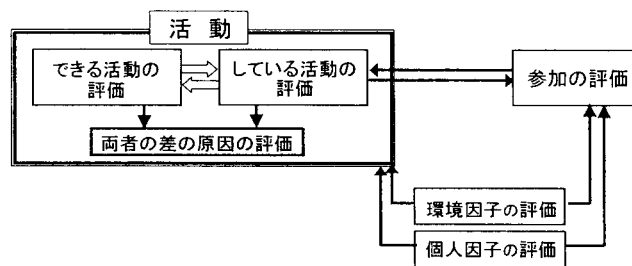 活 動
できる活動の
評価
している活動の
評価
両者の差の原因の評価
参加の評価
環境因子の評価
個人因子の評価